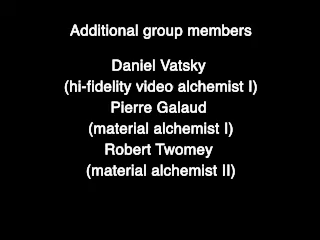 Additional group members
Daniel Vatsky
(hi-fidelity video alchemist I)
Pierre Galaud
(material alchemist I)
Robert Twomey
(material alchemist II)